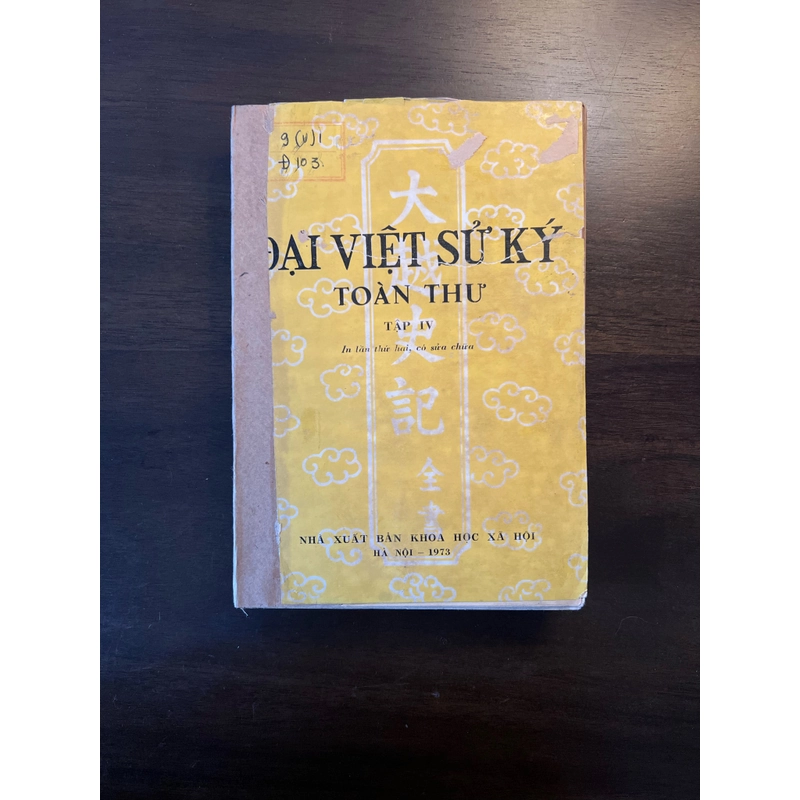 9 (V) 1
Đ 103.
ĐẠI VIỆT SỬ KÝ
TOÀN THƯ
TẬP IV
In lần thứ hai, có sửa chữa
大越史記
全書
NHÀ XUẤT BẢN KHOA HỌC XÃ HỘI
HÀ NỘI – 1973